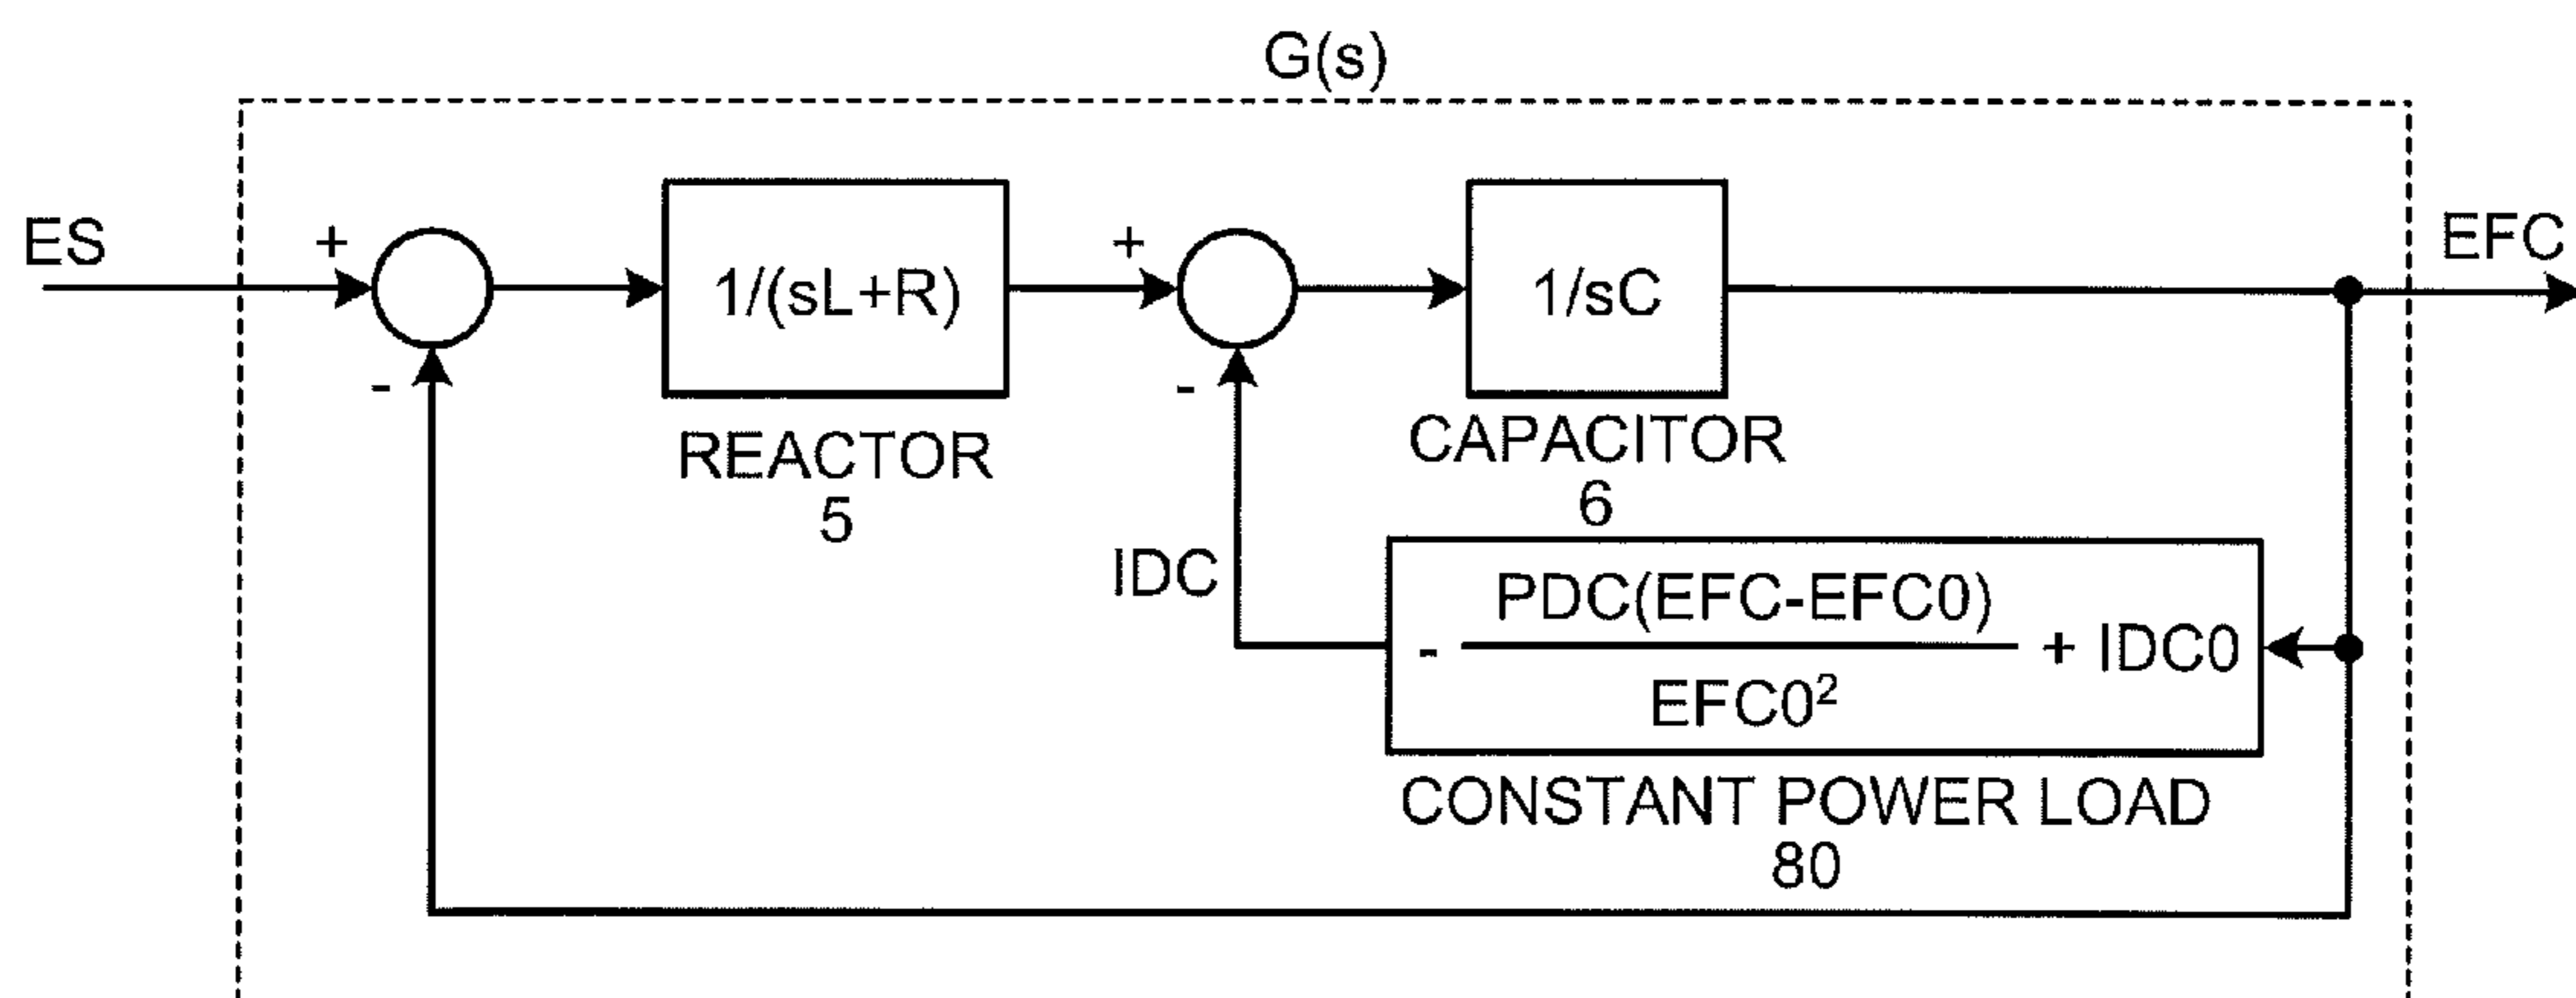 G(s)
ES
+
-
1/(sL+R)
REACTOR
5
+
-
1/sC
CAPACITOR
6
EFC
IDC
- PDC(EFC-EFC0) + IDC0
EFC0²
CONSTANT POWER LOAD
80